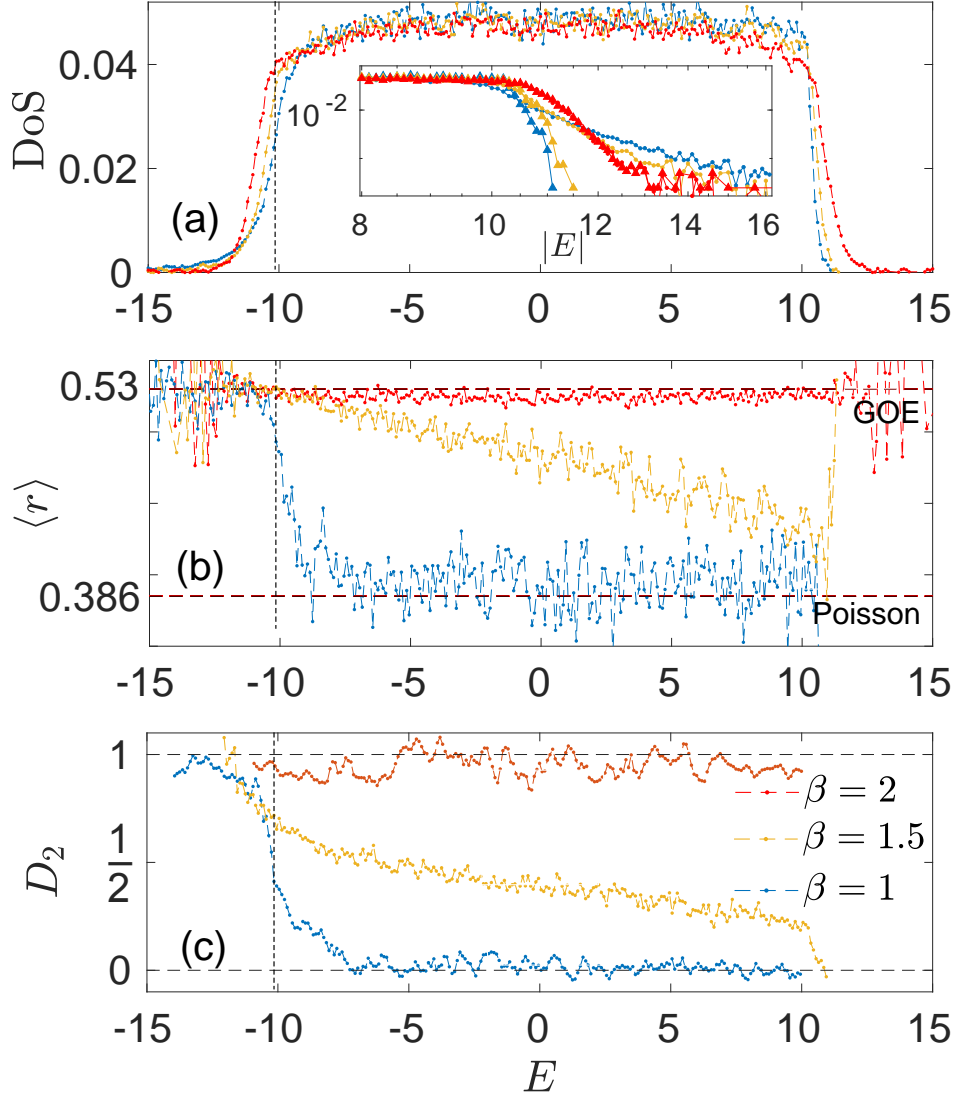 DoS
0.04
0.02
0
(a)
10^{-2}
8 10 12 14 16
|E|
-15 -10 -5 0 5 10 15
⟨r⟩
0.53
0.386
(b)
GOE
Poisson
-15 -10 -5 0 5 10 15
D_2
1
1/2
0
(c)
β = 2
β = 1.5
β = 1
-15 -10 -5 0 5 10 15
E